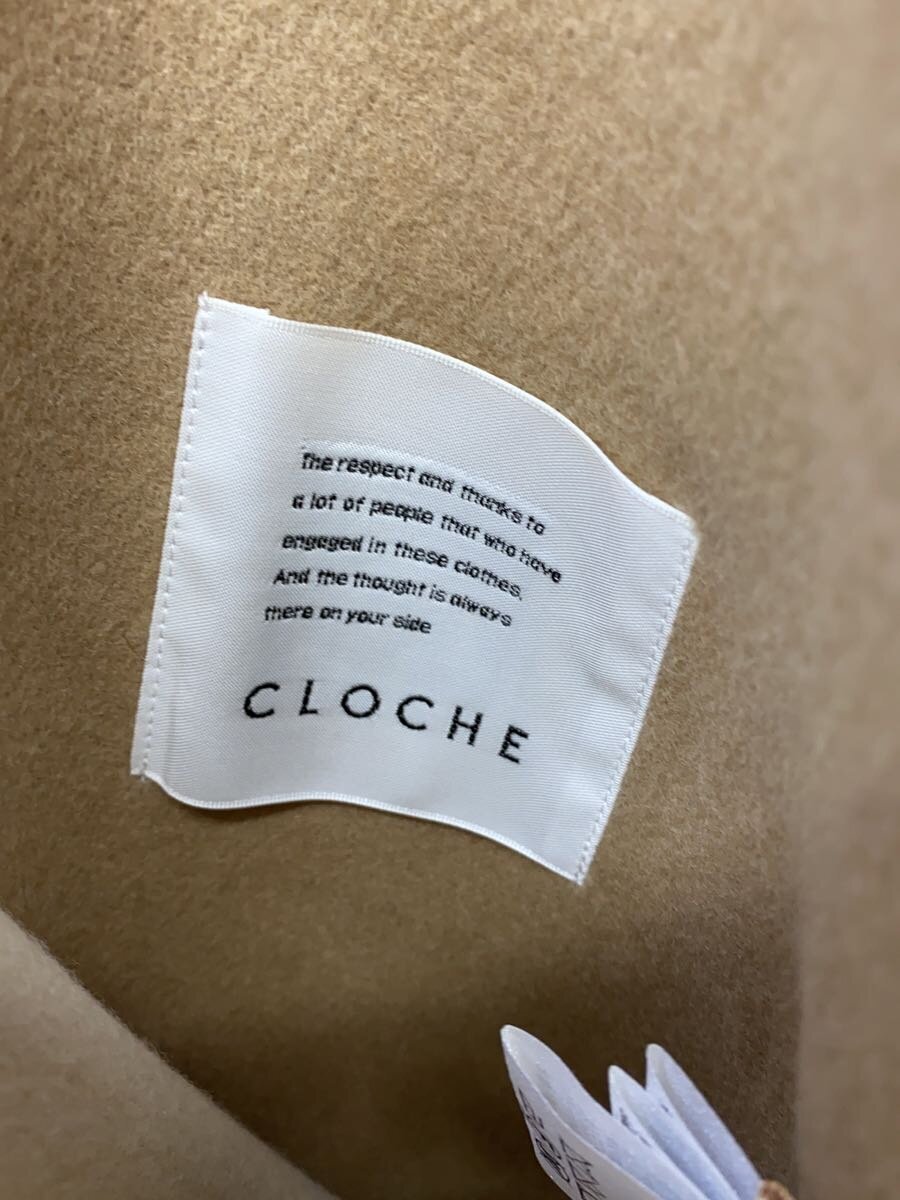 The respect and thanks to
a lot of people that who have
engaged in these clothes.
And the thought is always
there on your side
CLOCHE